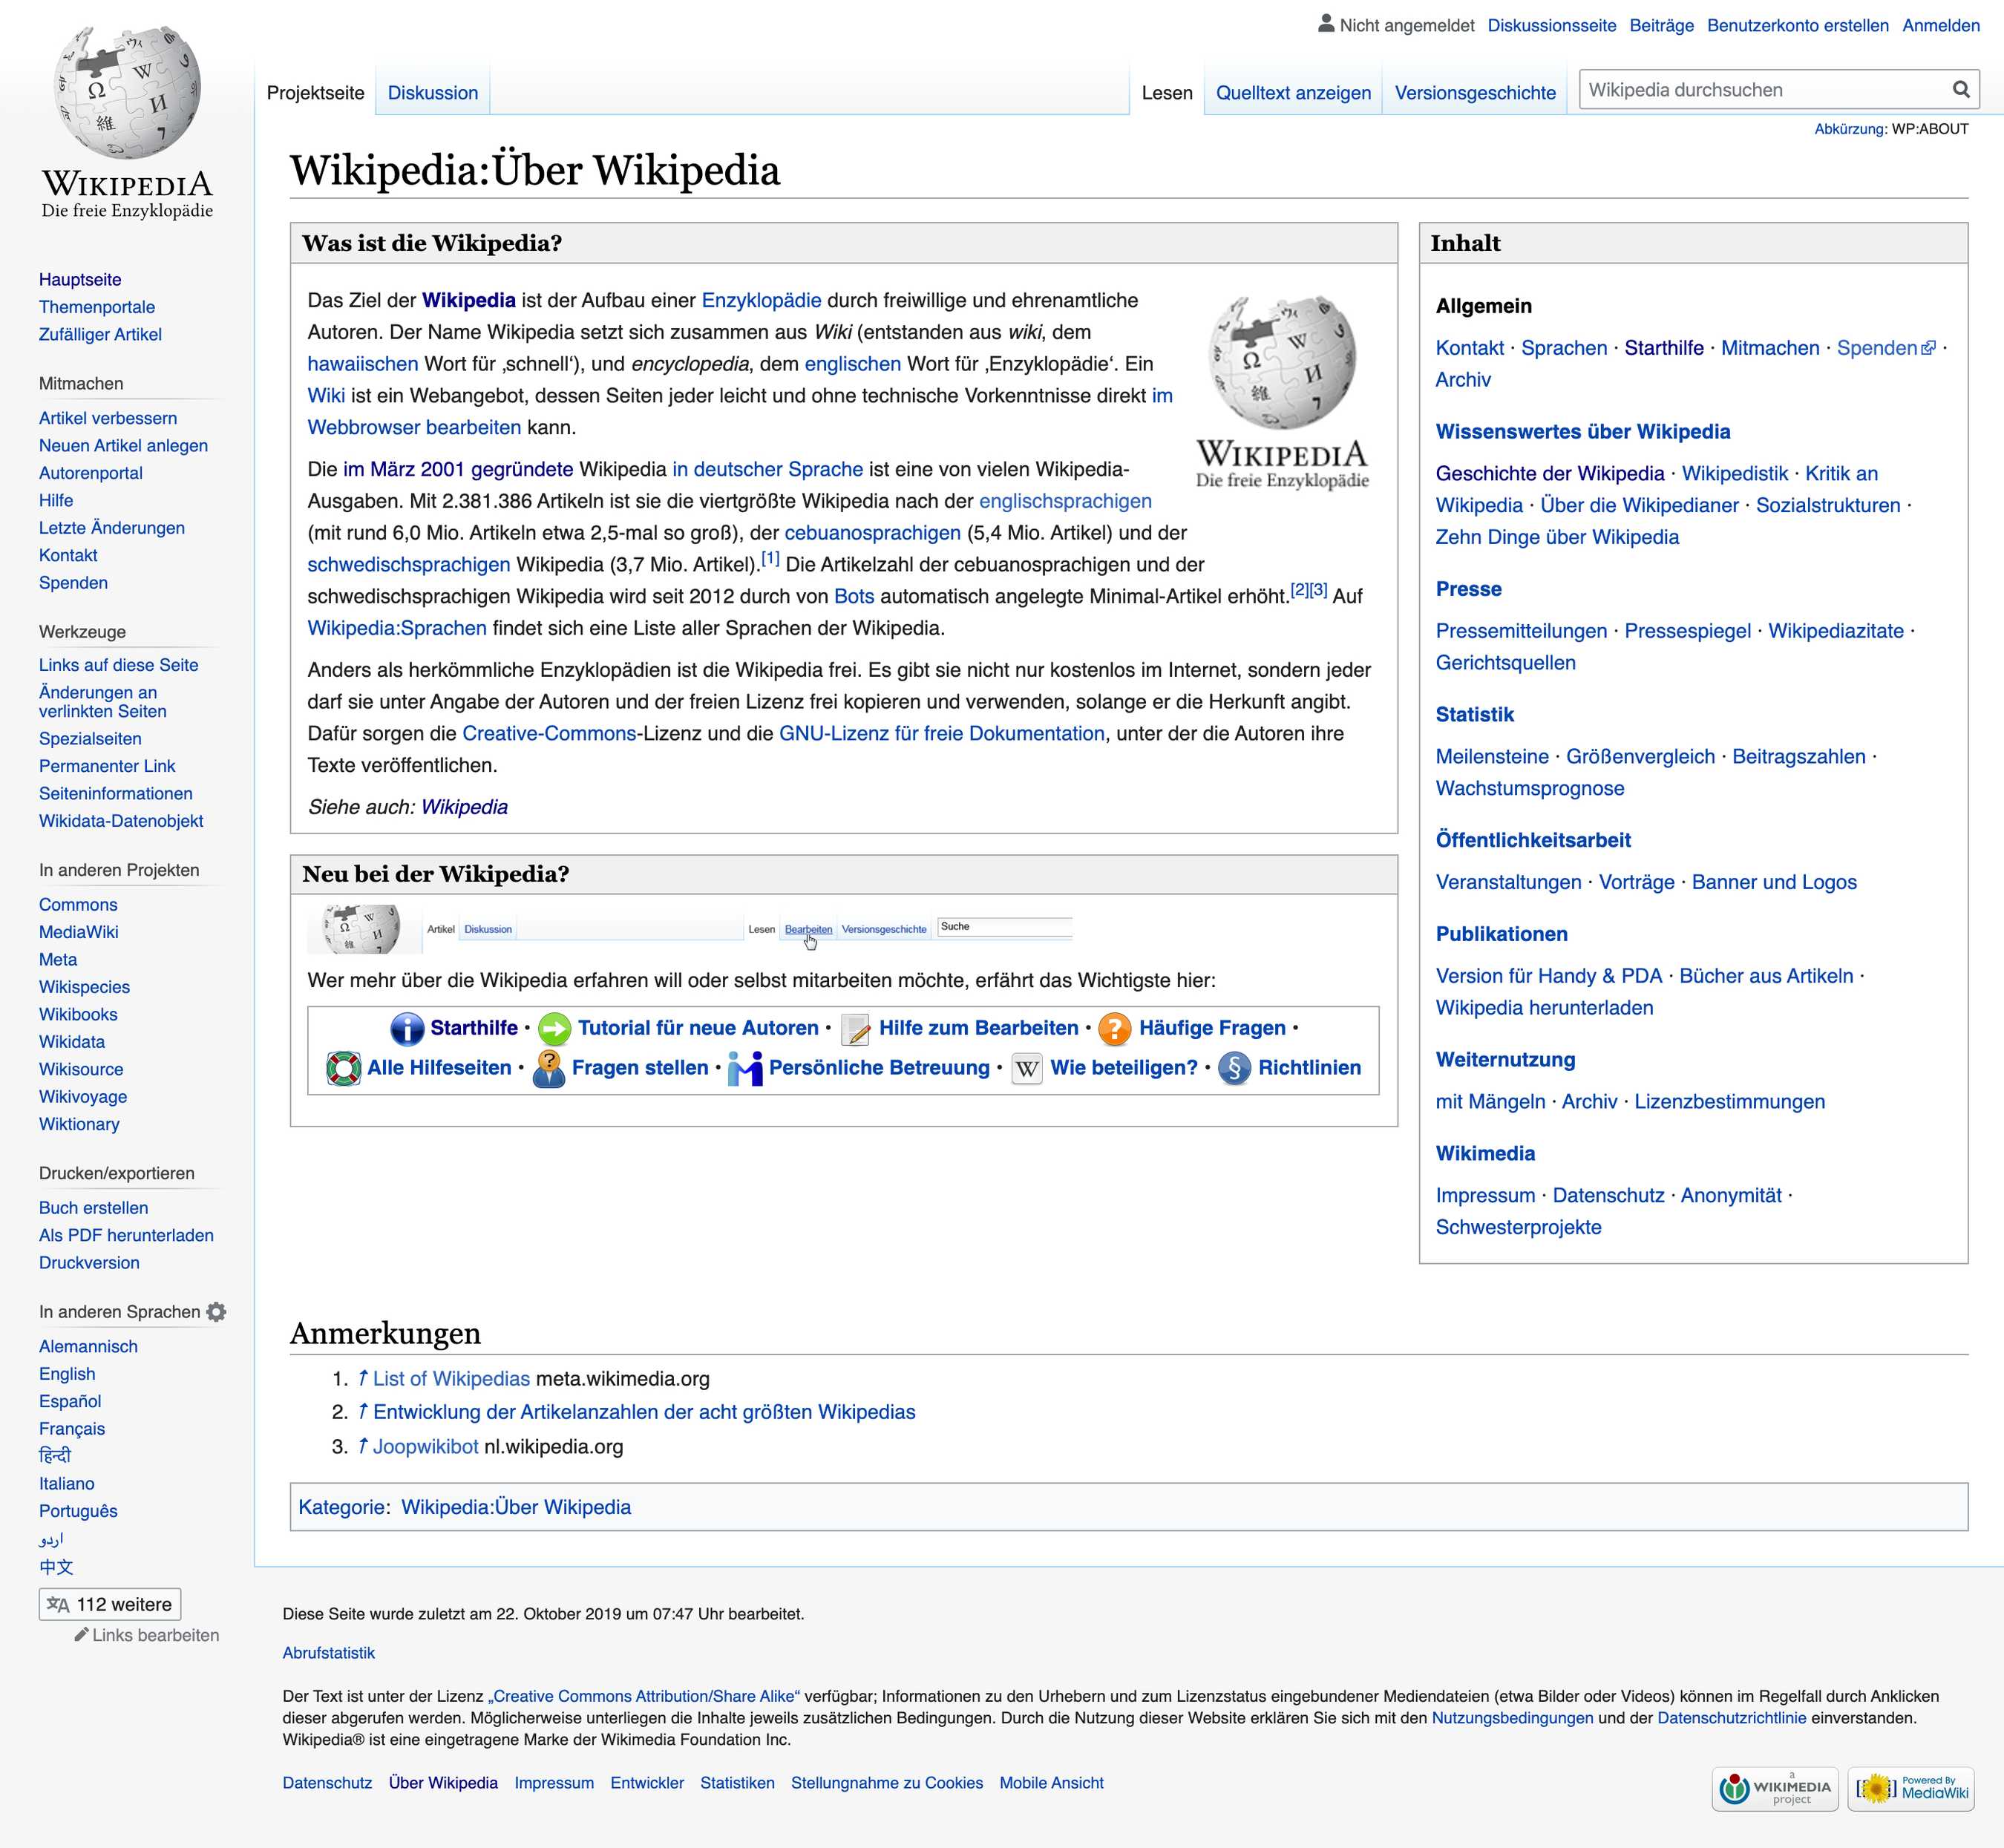 Nicht angemeldet Diskussionsseite Beiträge Benutzerkonto erstellen Anmelden
Projektseite Diskussion Lesen Quelltext anzeigen Versionsgeschichte Wikipedia durchsuchen
Abkürzung: WP:ABOUT
WIKIPEDIA
Die freie Enzyklopädie
Hauptseite
Themenportale
Zufälliger Artikel
Mitmachen
Artikel verbessern
Neuen Artikel anlegen
Autorenportal
Hilfe
Letzte Änderungen
Kontakt
Spenden
Werkzeuge
Links auf diese Seite
Änderungen an
verlinkten Seiten
Spezialseiten
Permanenter Link
Seiteninformationen
Wikidata-Datenobjekt
In anderen Projekten
Commons
MediaWiki
Meta
Wikispecies
Wikibooks
Wikidata
Wikisource
Wikivoyage
Wiktionary
Drucken/exportieren
Buch erstellen
Als PDF herunterladen
Druckversion
In anderen Sprachen
Alemannisch
English
Español
Français
हिन्दी
Italiano
Português
اردو
中文
112 weitere
Links bearbeiten
Wikipedia:Über Wikipedia
Was ist die Wikipedia?
Das Ziel der Wikipedia ist der Aufbau einer Enzyklopädie durch freiwillige und ehrenamtliche
Autoren. Der Name Wikipedia setzt sich zusammen aus Wiki (entstanden aus wiki, dem
hawaiischen Wort für ‚schnell‘), und encyclopedia, dem englischen Wort für ‚Enzyklopädie‘. Ein
Wiki ist ein Webangebot, dessen Seiten jeder leicht und ohne technische Vorkenntnisse direkt im
Webbrowser bearbeiten kann.
WIKIPEDIA
Die freie Enzyklopädie
Die im März 2001 gegründete Wikipedia in deutscher Sprache ist eine von vielen Wikipedia-
Ausgaben. Mit 2.381.386 Artikeln ist sie die viertgrößte Wikipedia nach der englischsprachigen
(mit rund 6,0 Mio. Artikeln etwa 2,5-mal so groß), der cebuanosprachigen (5,4 Mio. Artikel) und der
schwedischsprachigen Wikipedia (3,7 Mio. Artikel).[1] Die Artikelzahl der cebuanosprachigen und der
schwedischsprachigen Wikipedia wird seit 2012 durch von Bots automatisch angelegte Minimal-Artikel erhöht.[2][3] Auf
Wikipedia:Sprachen findet sich eine Liste aller Sprachen der Wikipedia.
Anders als herkömmliche Enzyklopädien ist die Wikipedia frei. Es gibt sie nicht nur kostenlos im Internet, sondern jeder
darf sie unter Angabe der Autoren und der freien Lizenz frei kopieren und verwenden, solange er die Herkunft angibt.
Dafür sorgen die Creative-Commons-Lizenz und die GNU-Lizenz für freie Dokumentation, unter der die Autoren ihre
Texte veröffentlichen.
Siehe auch: Wikipedia
Neu bei der Wikipedia?
Artikel Diskussion Lesen Bearbeiten Versionsgeschichte Suche
Wer mehr über die Wikipedia erfahren will oder selbst mitarbeiten möchte, erfährt das Wichtigste hier:
Starthilfe • Tutorial für neue Autoren • Hilfe zum Bearbeiten • Häufige Fragen •
Alle Hilfeseiten • Fragen stellen • Persönliche Betreuung • Wie beteiligen? • Richtlinien
Inhalt
Allgemein
Kontakt · Sprachen · Starthilfe · Mitmachen · Spenden ·
Archiv
Wissenswertes über Wikipedia
Geschichte der Wikipedia · Wikipedistik · Kritik an
Wikipedia · Über die Wikipedianer · Sozialstrukturen ·
Zehn Dinge über Wikipedia
Presse
Pressemitteilungen · Pressespiegel · Wikipediazitate ·
Gerichtsquellen
Statistik
Meilensteine · Größenvergleich · Beitragszahlen ·
Wachstumsprognose
Öffentlichkeitsarbeit
Veranstaltungen · Vorträge · Banner und Logos
Publikationen
Version für Handy & PDA · Bücher aus Artikeln ·
Wikipedia herunterladen
Weiternutzung
mit Mängeln · Archiv · Lizenzbestimmungen
Wikimedia
Impressum · Datenschutz · Anonymität ·
Schwesterprojekte
Anmerkungen
1. ↑ List of Wikipedias meta.wikimedia.org
2. ↑ Entwicklung der Artikelanzahlen der acht größten Wikipedias
3. ↑ Joopwikibot nl.wikipedia.org
Kategorie: Wikipedia:Über Wikipedia
Diese Seite wurde zuletzt am 22. Oktober 2019 um 07:47 Uhr bearbeitet.
Abrufstatistik
Der Text ist unter der Lizenz „Creative Commons Attribution/Share Alike“ verfügbar; Informationen zu den Urhebern und zum Lizenzstatus eingebundener Mediendateien (etwa Bilder oder Videos) können im Regelfall durch Anklicken
dieser abgerufen werden. Möglicherweise unterliegen die Inhalte jeweils zusätzlichen Bedingungen. Durch die Nutzung dieser Website erklären Sie sich mit den Nutzungsbedingungen und der Datenschutzrichtlinie einverstanden.
Wikipedia® ist eine eingetragene Marke der Wikimedia Foundation Inc.
Datenschutz Über Wikipedia Impressum Entwickler Statistiken Stellungnahme zu Cookies Mobile Ansicht
a
WIKIMEDIA
project
Powered By
MediaWiki